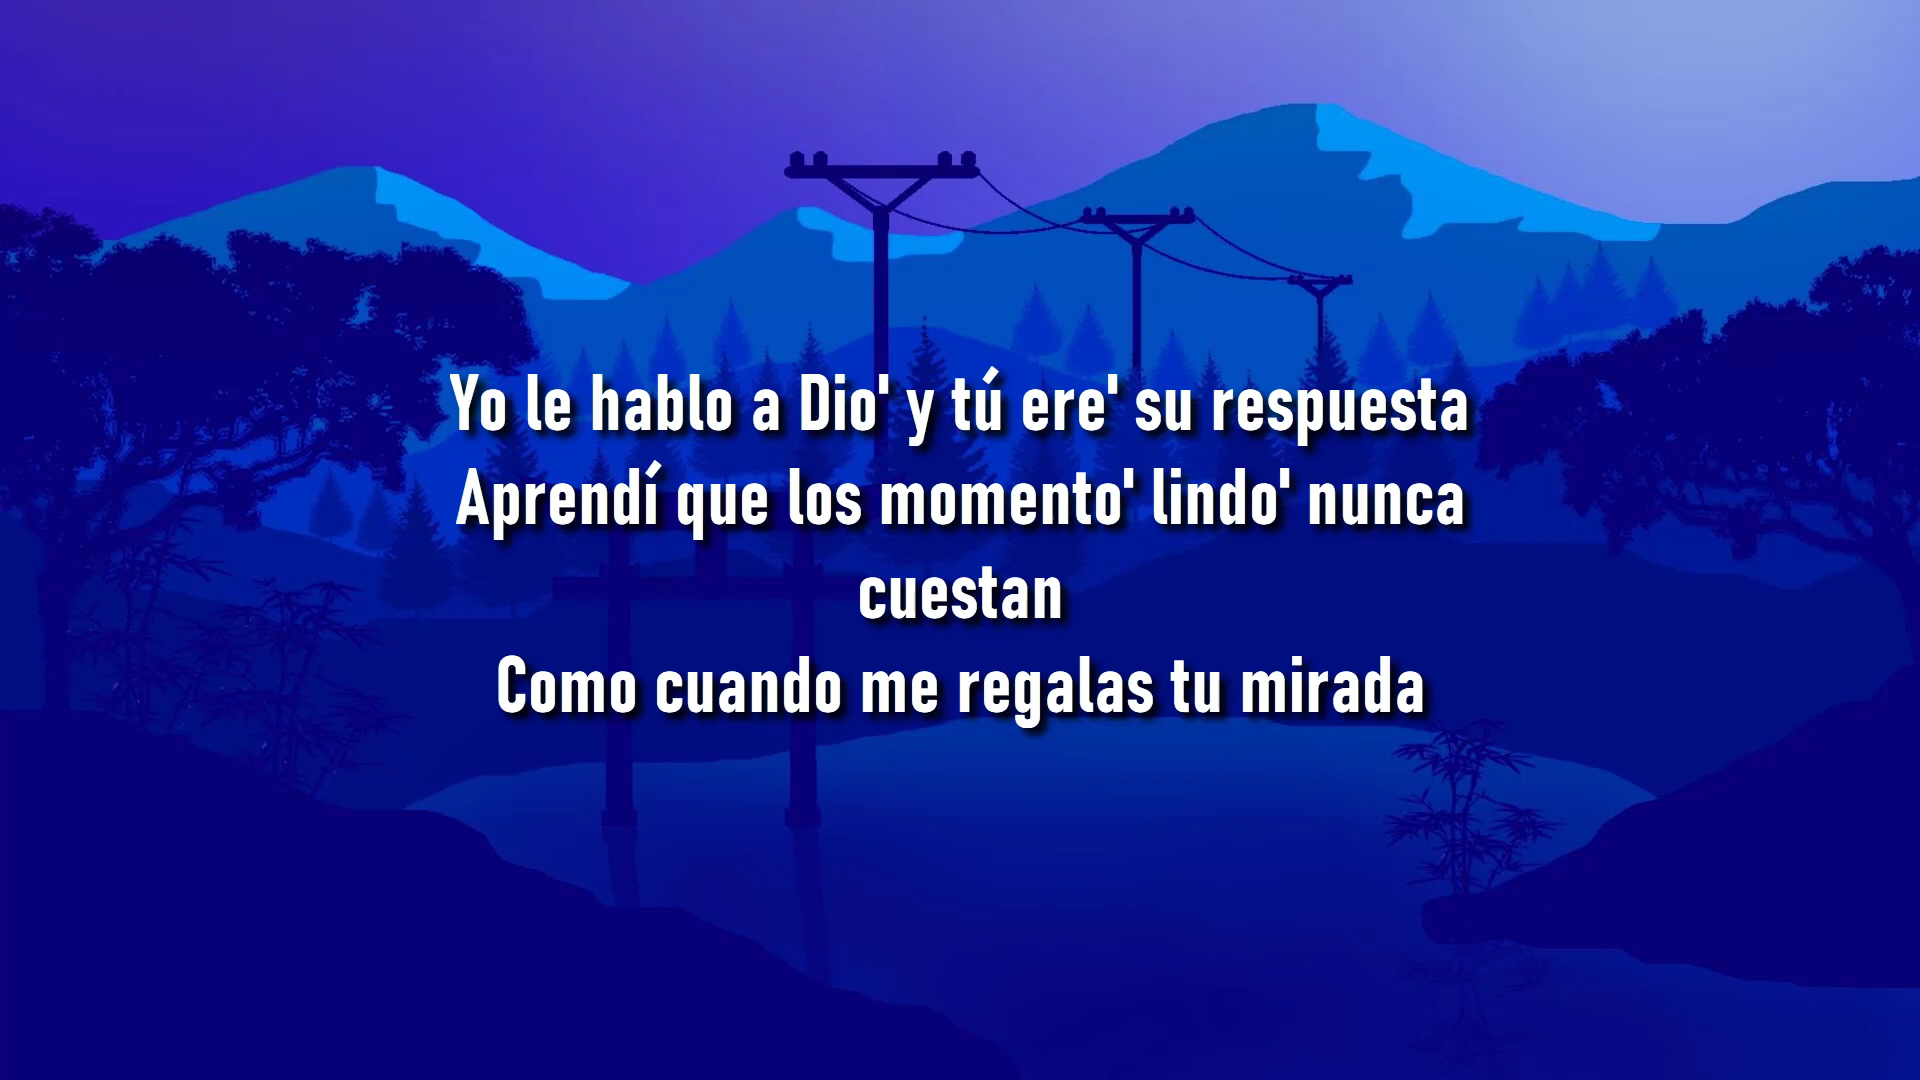 Yo le hablo a Dio' y tú ere' su respuesta
Aprendí que los momento' lindo' nunca
cuestan
Como cuando me regalas tu mirada